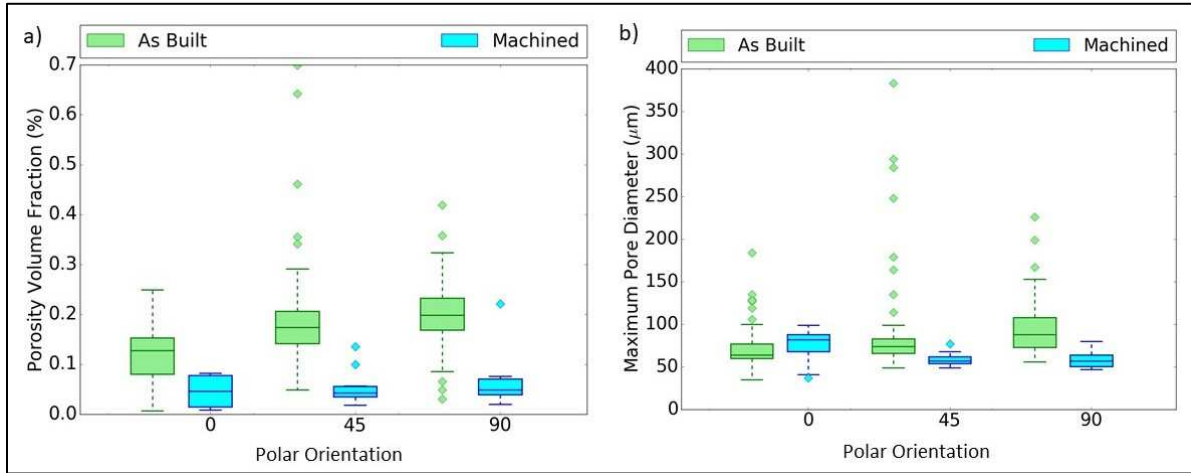 a)
As Built
Machined
0.7
0.6
0.5
0.4
0.3
0.2
0.1
0.0
Porosity Volume Fraction (%)
0
45
90
Polar Orientation
b)
As Built
Machined
400
350
300
250
200
150
100
50
0
Maximum Pore Diameter (μm)
0
45
90
Polar Orientation